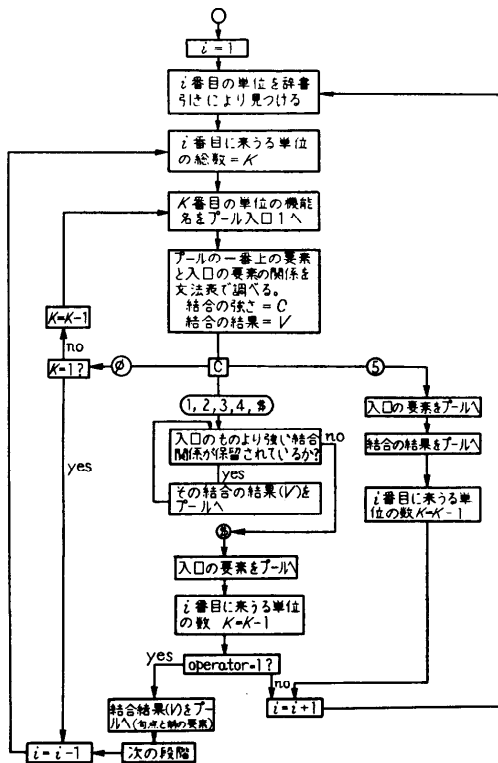 i=1
i番目の単位を辞書
引きにより見つける
i番目に来うる単位
の総数=K
K番目の単位の機能
名をプール入口1へ
プールの一番上の要素
と入口の要素の関係を
文法表で調べる。
結合の強さ=C
結合の結果=V
K=K-1
no
K=1?
φ
C
5
1,2,3,4,$
入口の要素をプールへ
結合の結果をプールへ
i番目に来うる単
位の数K=K-1
入口のものより強い結合
関係が保留されているか?
no
yes
yes
その結合の結果(V)を
プールへ
$
入口の要素をプールへ
i番目に来うる単位
の数 K=K-1
yes
operator=1?
no
結合結果(V)をプー
ルへ(句点と前の要素)
i=i+1
i=i-1
次の段階